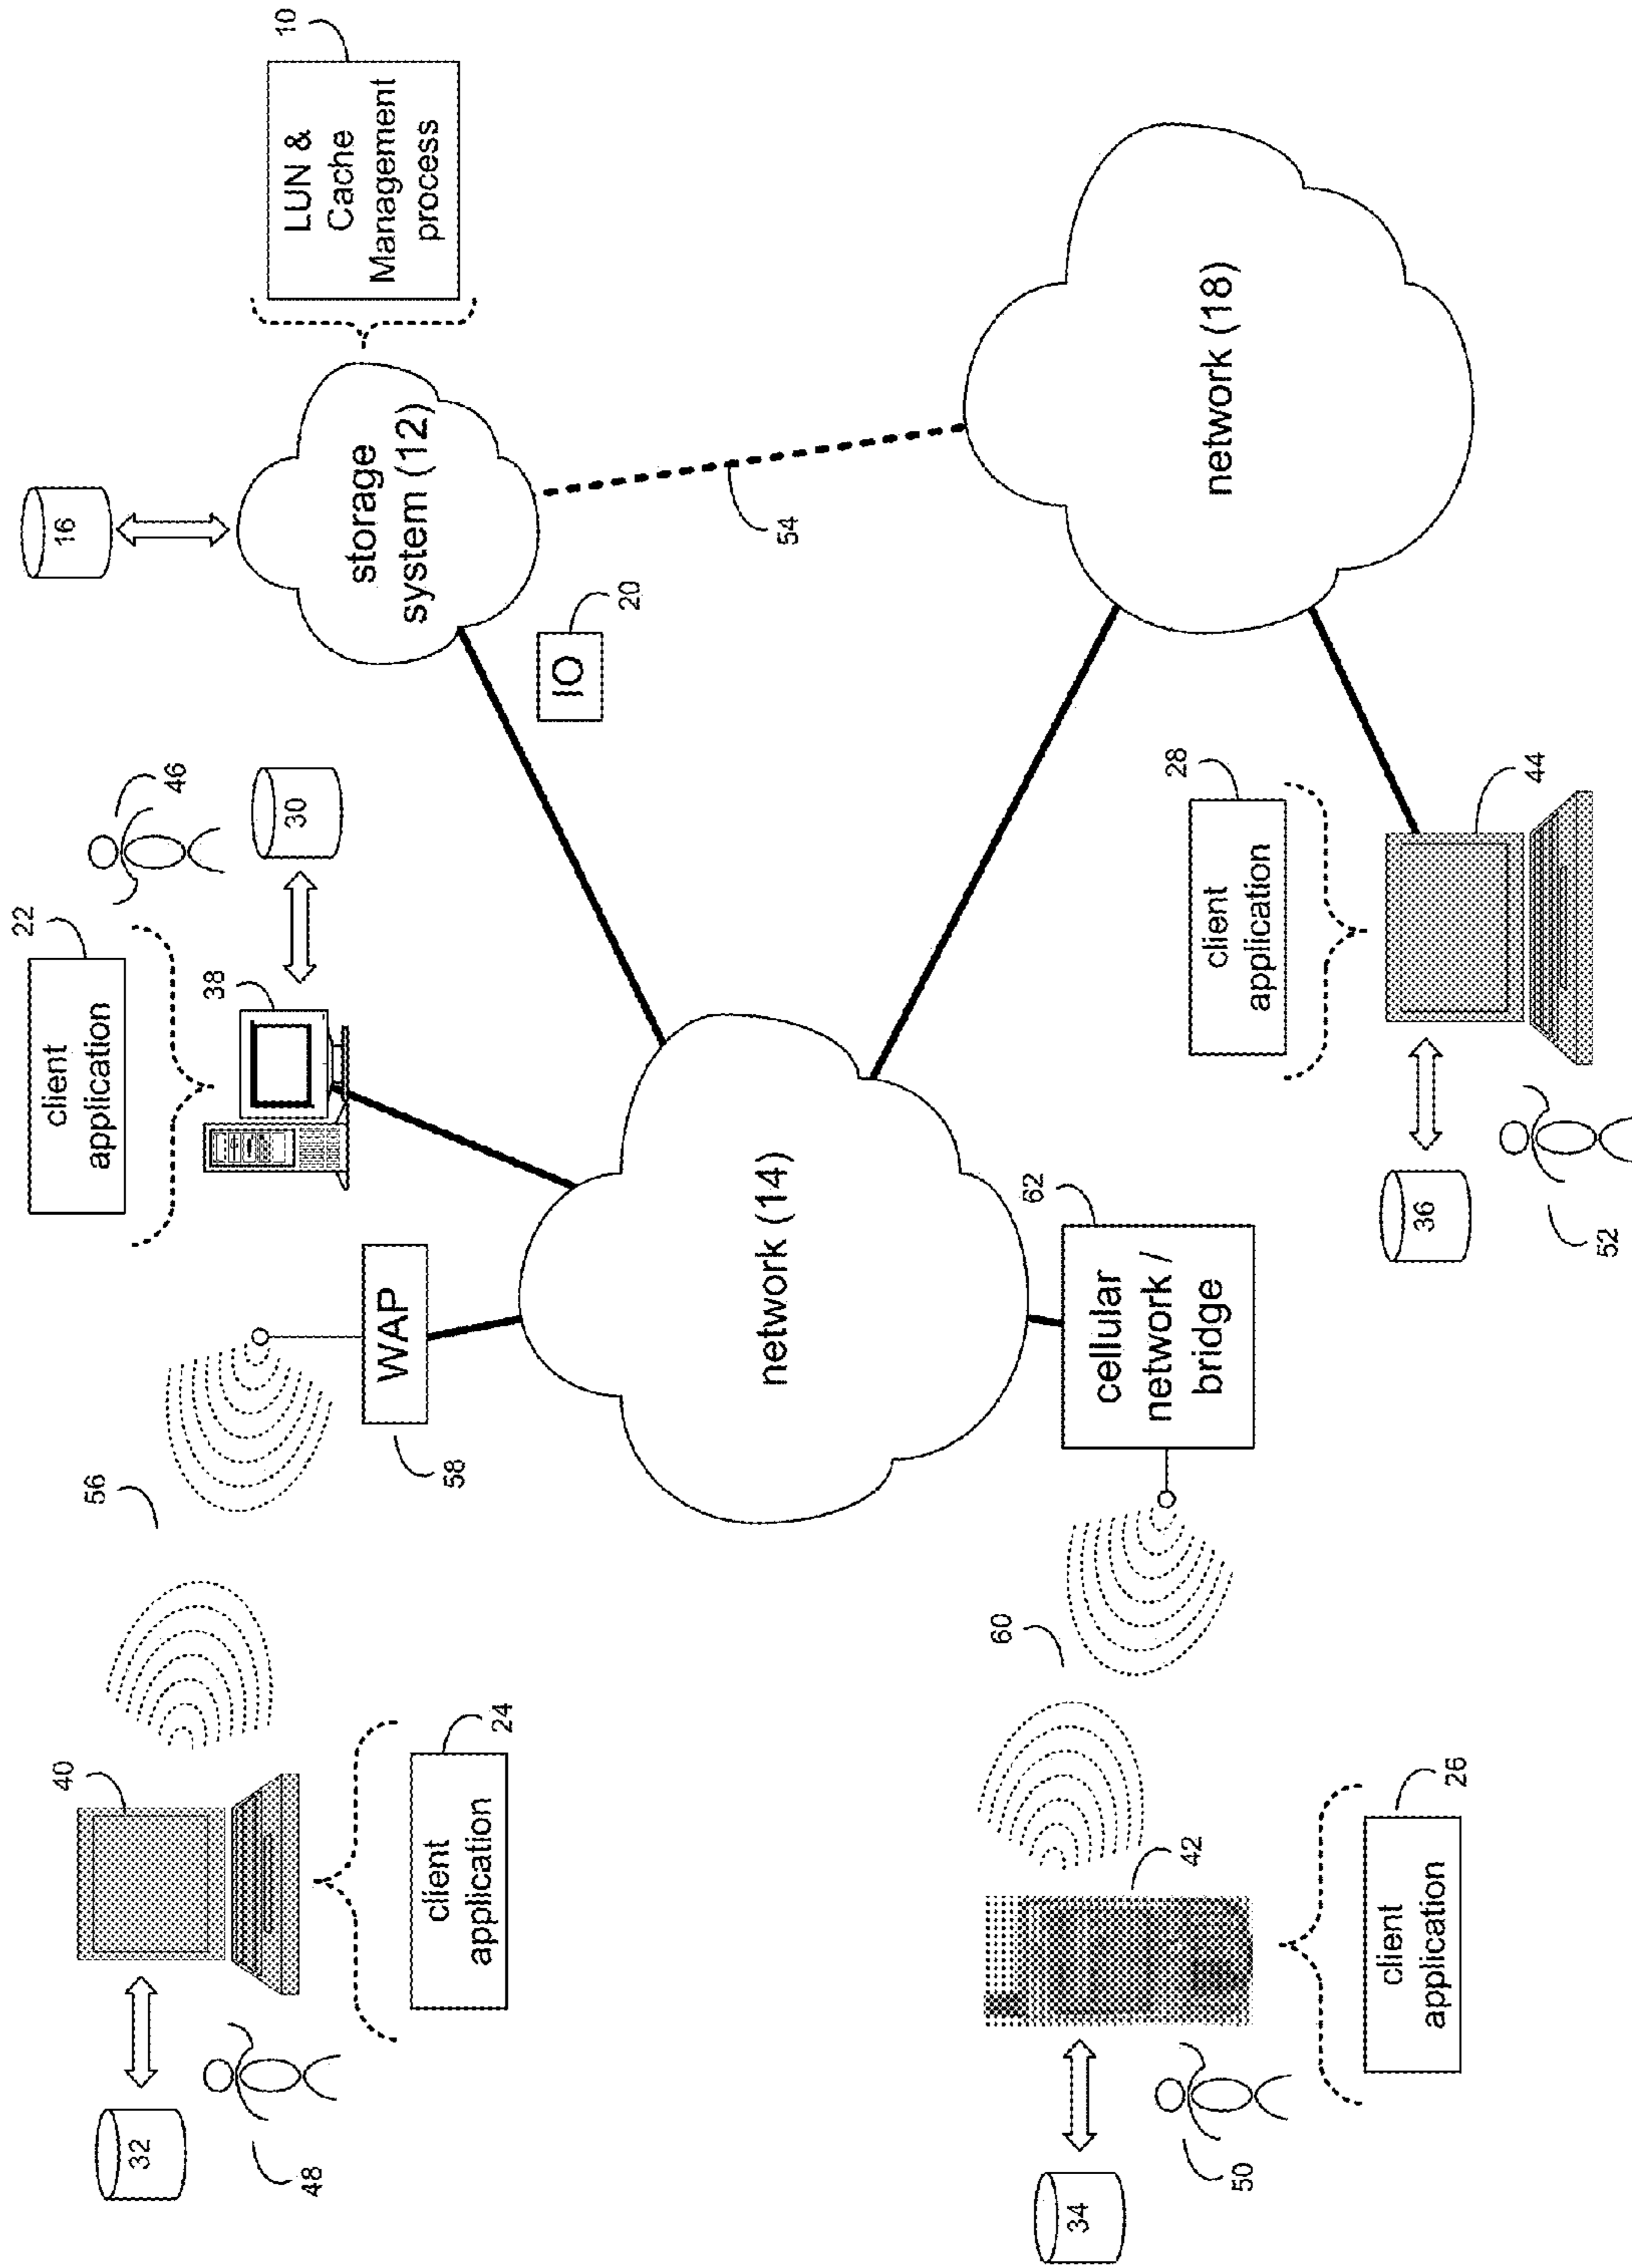 32
48
40
client
application
24
56
WAP
58
client
application
22
38
46
30
16
storage
system (12)
LUN &
Cache
Management
process
10
IO
20
54
network (14)
network (18)
cellular
network /
bridge
62
60
34
50
42
client
application
26
36
52
client
application
28
44